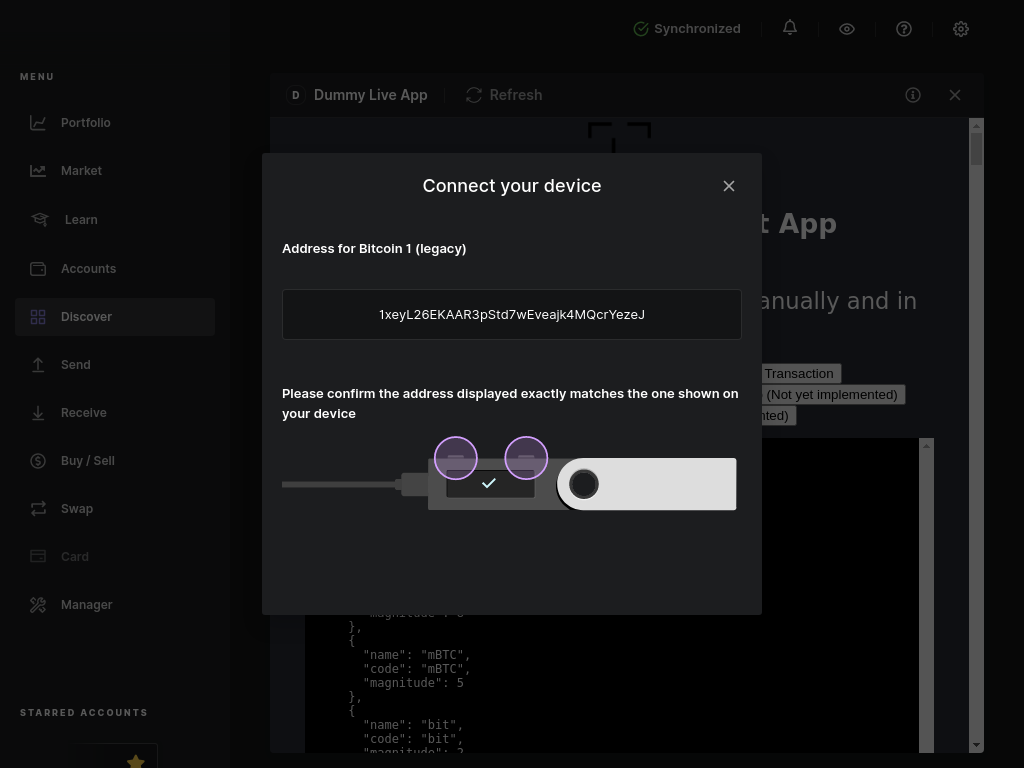 Synchronized
MENU
D Dummy Live App Refresh
Portfolio
Market
Learn
Accounts
Discover
Send
Receive
Buy / Sell
Swap
Card
Manager
STARRED ACCOUNTS
Connect your device
Address for Bitcoin 1 (legacy)
1xeyL26EKAAR3pStd7wEveajk4MQcrYezeJ
Please confirm the address displayed exactly matches the one shown on
your device
App
anually and in
Transaction
(Not yet implemented)
nted)
},
{
"name": "mBTC",
"code": "mBTC",
"magnitude": 5
},
{
"name": "bit",
"code": "bit",
"magnitude": 2